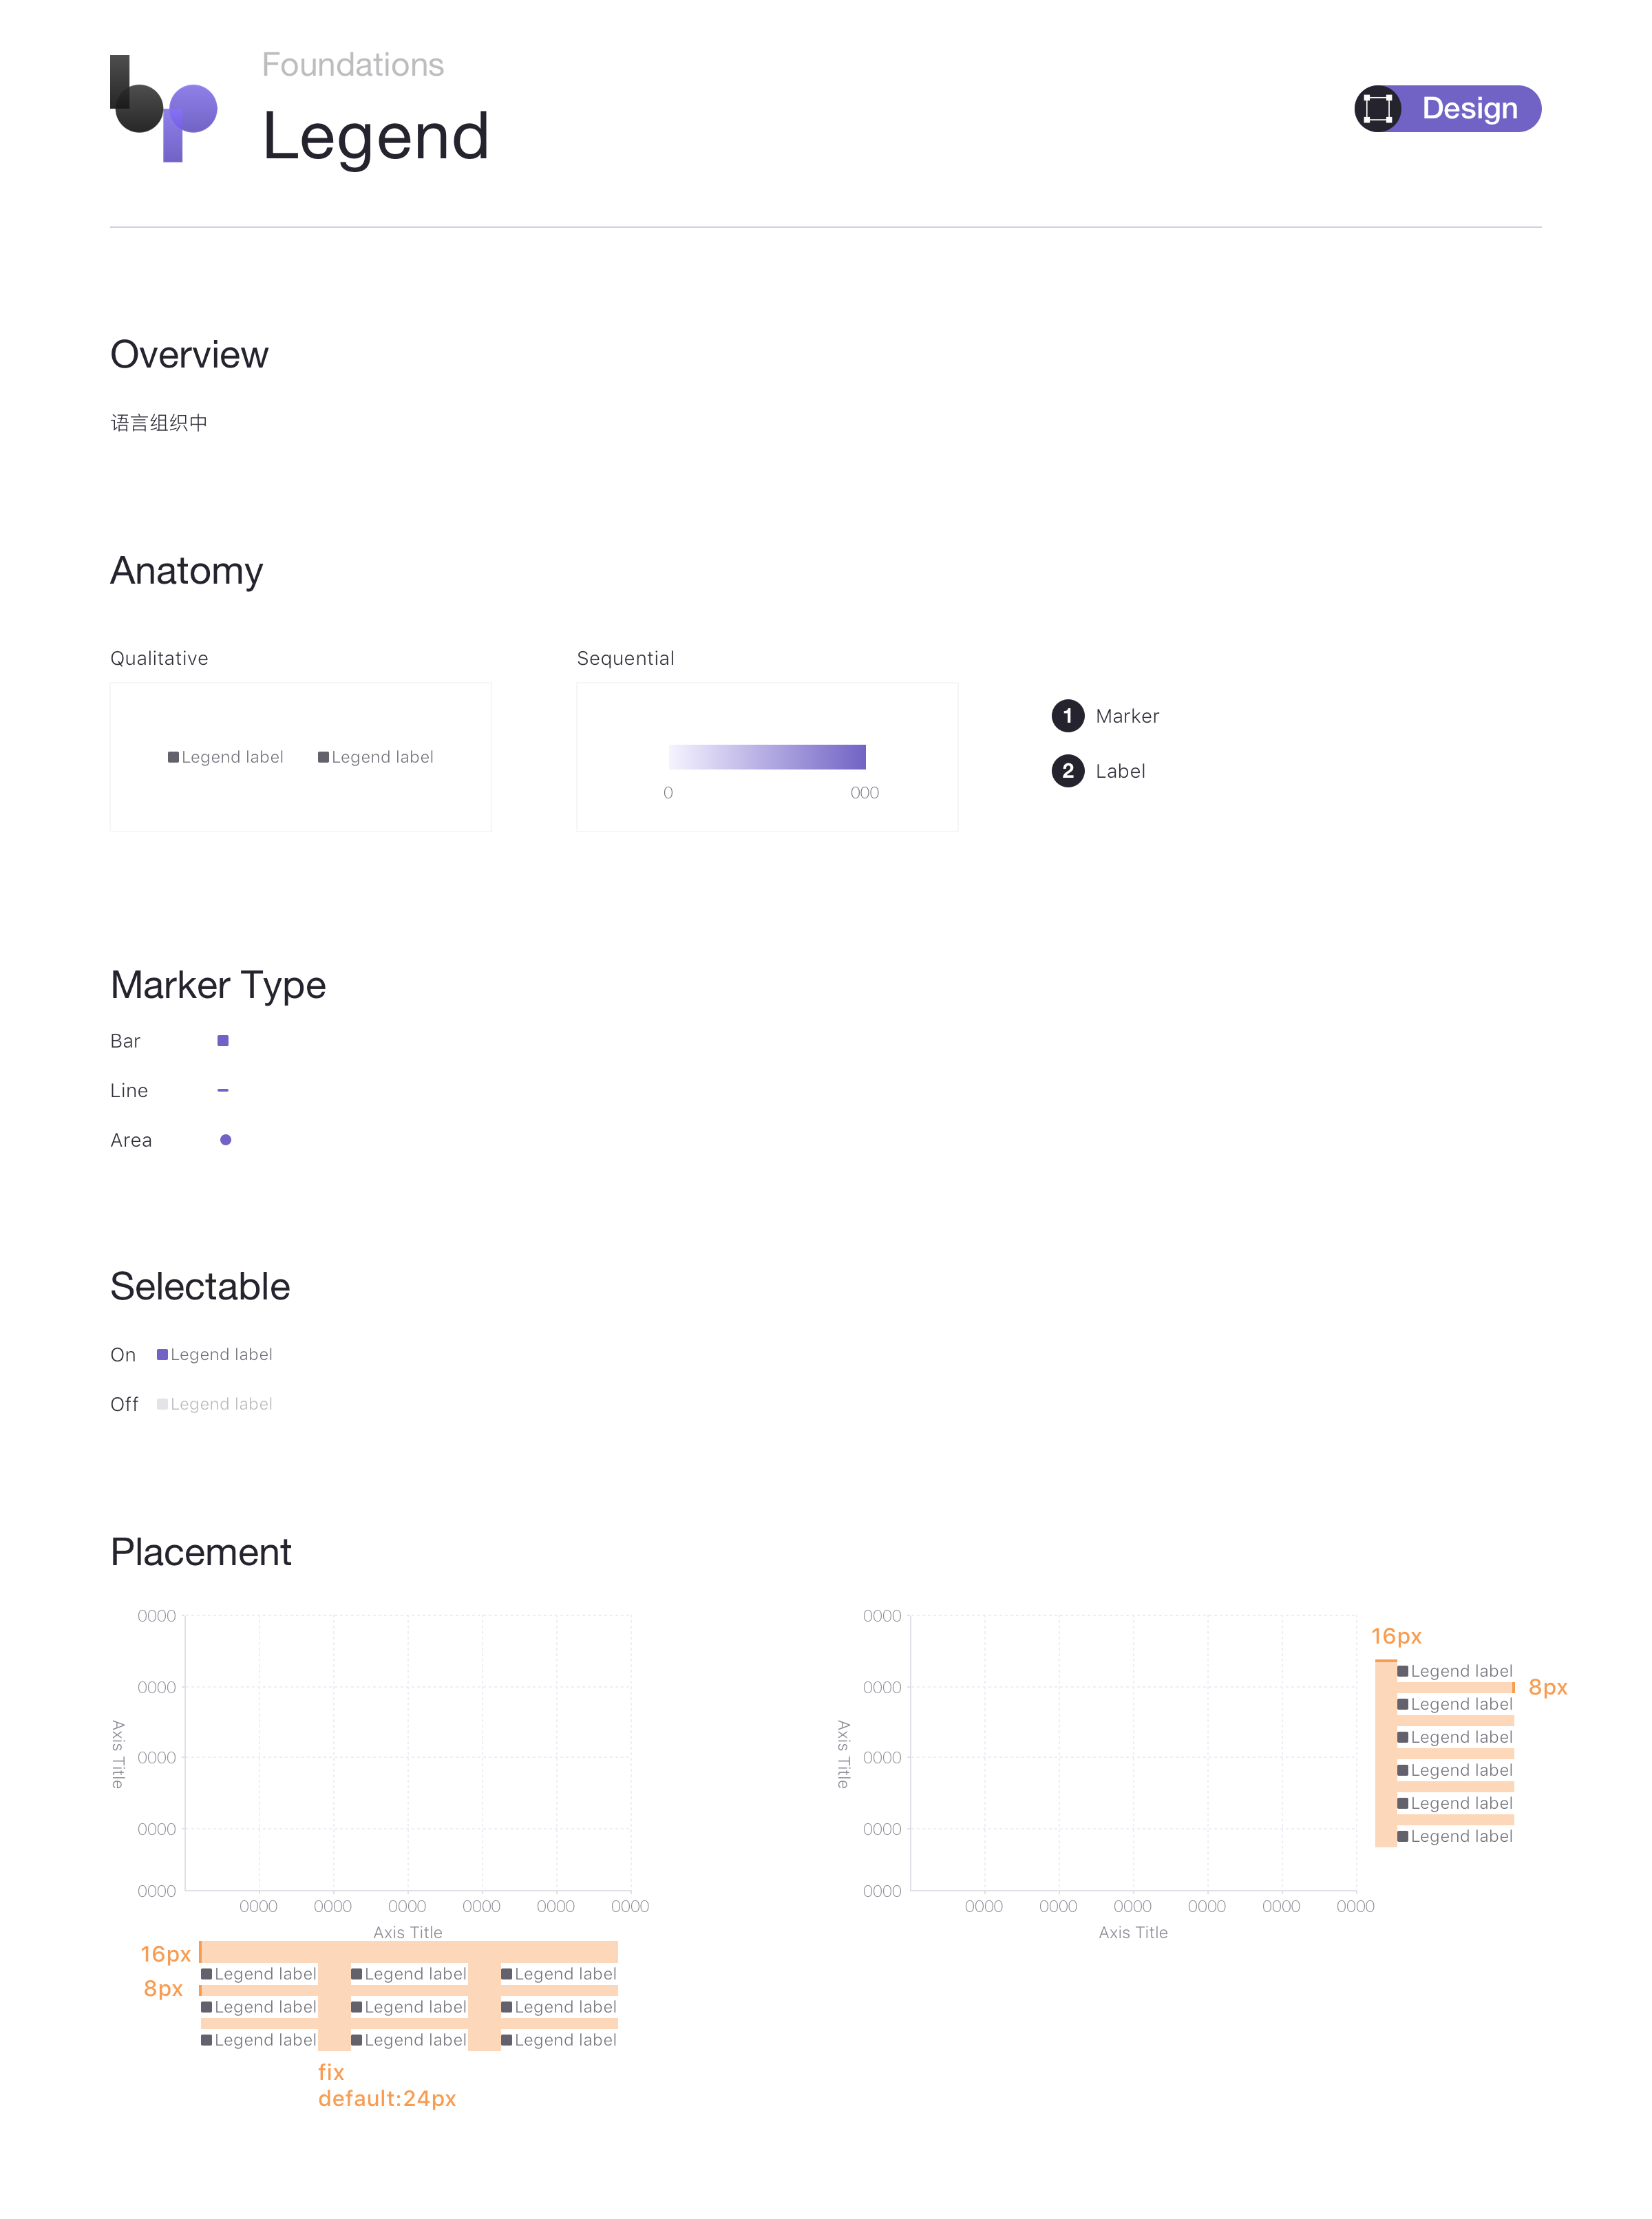 Foundations
Legend
Design
Overview
语言组织中
Anatomy
Qualitative
Legend label Legend label
Sequential
0 000
1 Marker
2 Label
Marker Type
Bar
Line
Area
Selectable
On Legend label
Off Legend label
Placement
0000
0000
0000
0000
0000
Axis Title
0000 0000 0000 0000 0000 0000
Axis Title
16px
8px
Legend label Legend label Legend label
Legend label Legend label Legend label
Legend label Legend label Legend label
fix
default:24px
0000
0000
0000
0000
0000
Axis Title
0000 0000 0000 0000 0000 0000
Axis Title
16px
Legend label
8px
Legend label
Legend label
Legend label
Legend label
Legend label